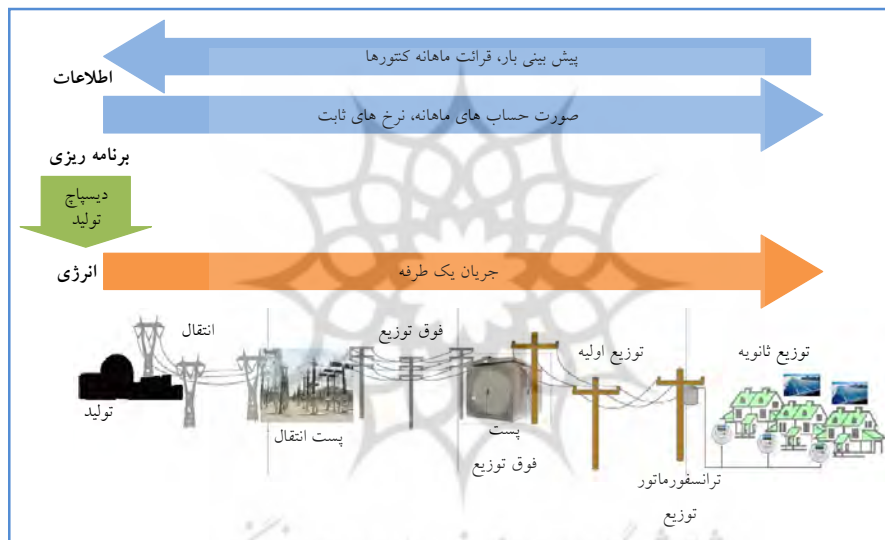 پیش بینی بار، قرائت ماهانه کنتورها
اطلاعات
صورت حساب های ماهانه، نرخ های ثابت
برنامه ریزی
دیسپاچ
تولید
انرژی
جریان یک طرفه
انتقال
فوق توزیع
توزیع اولیه
توزیع ثانویه
تولید
پست انتقال
پست
فوق توزیع
ترانسفورماتور
توزیع